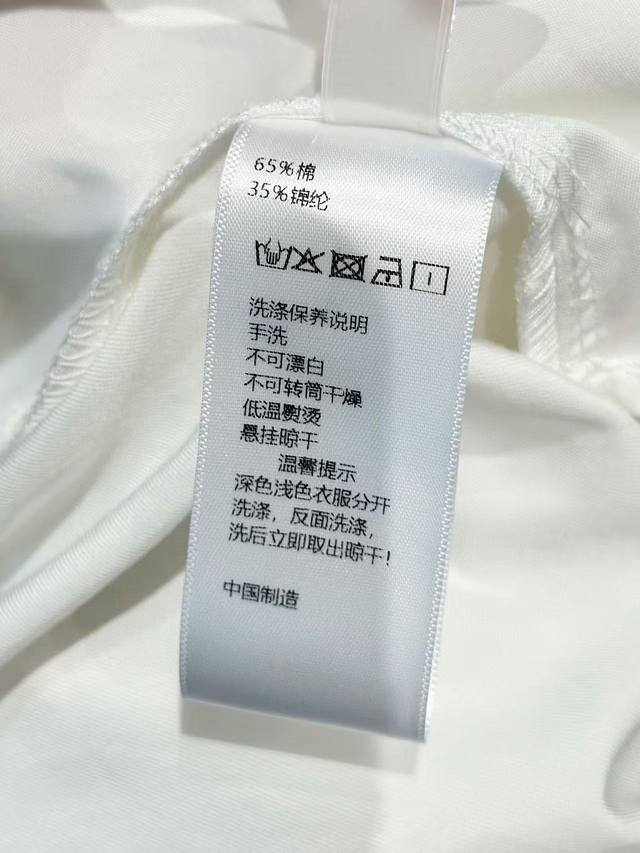 65%棉
35%锦纶
洗涤保养说明
手洗
不可漂白
不可转筒干燥
低温熨烫
悬挂晾干
温馨提示
深色浅色衣服分开
洗涤，反面洗涤，
洗后立即取出晾干！
中国制造